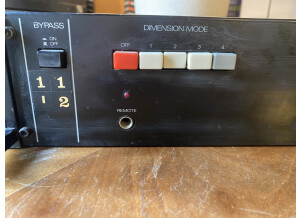 BYPASS
ON
OFF
DIMENSION MODE
OFF 1 2 3 4
1 1
1 2
REMOTE